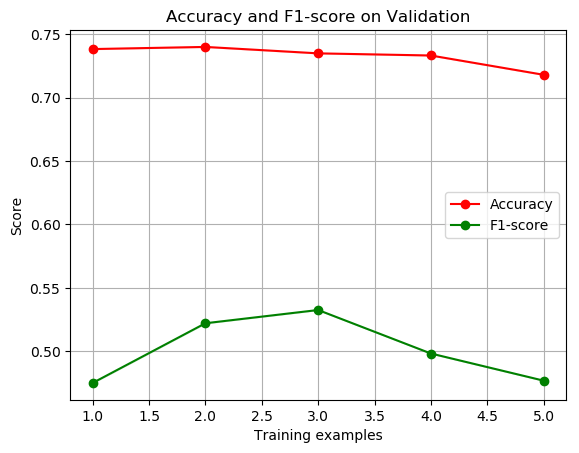 Accuracy and F1-score on Validation
0.75
0.70
0.65
0.60
0.55
0.50
Score
Accuracy
F1-score
1.0 1.5 2.0 2.5 3.0 3.5 4.0 4.5 5.0
Training examples